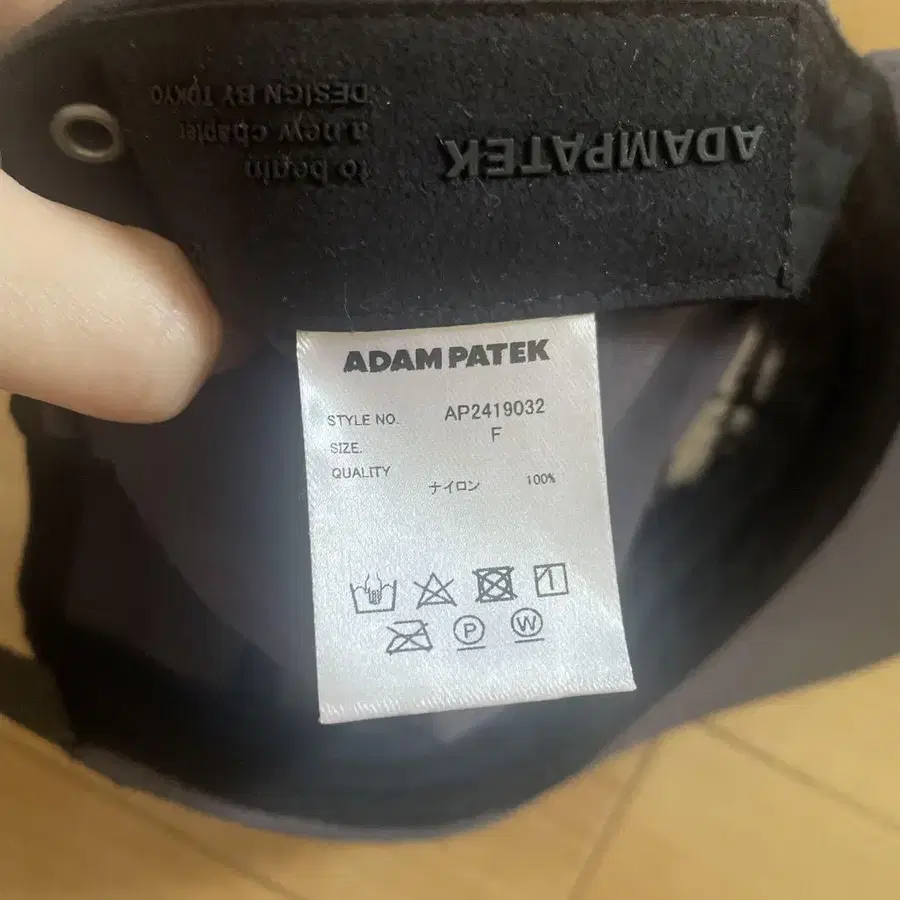 ADAMPATEK
to begin
a new chapter
DESIGN BY TOKYO
ADAM PATEK
STYLE NO. AP2419032
SIZE. F
QUALITY
ナイロン 100%
P W